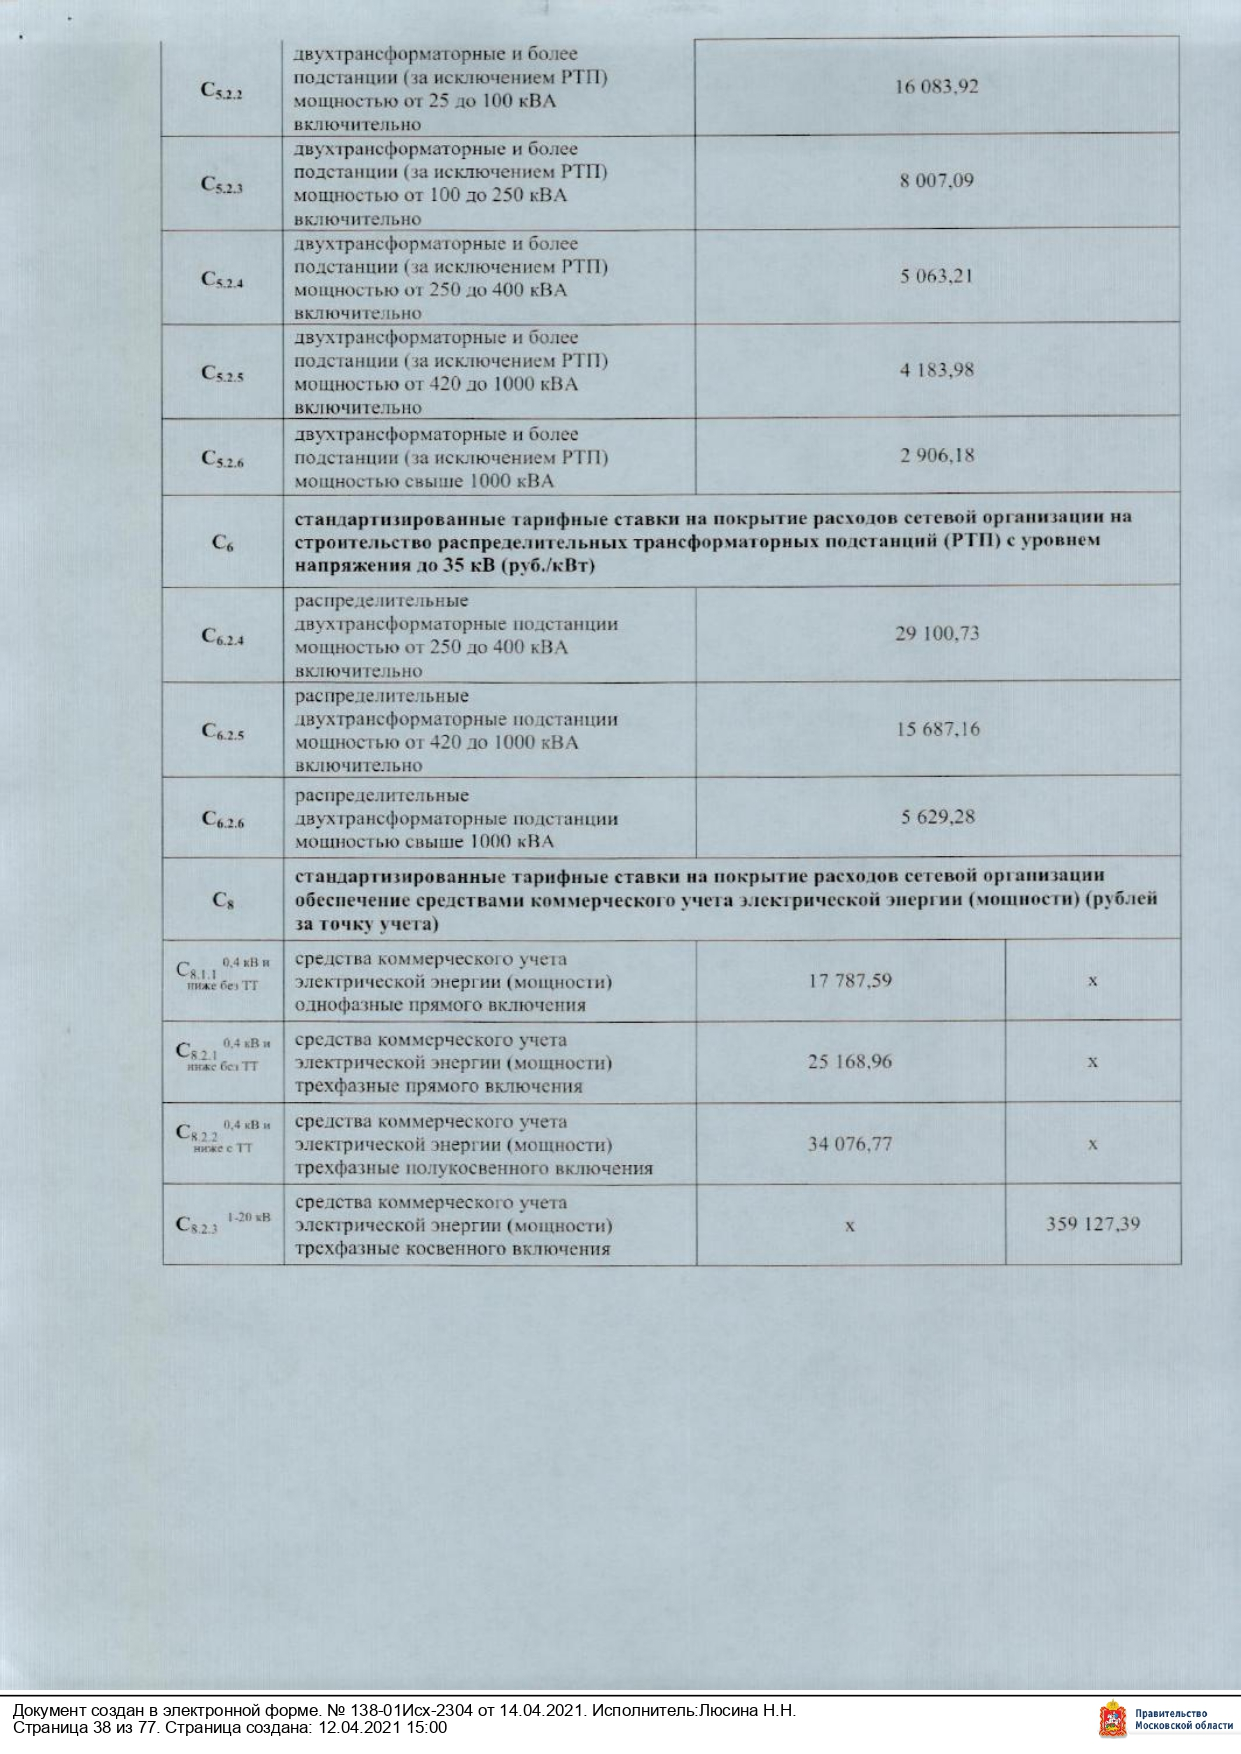 двухтрансформаторные и более
подстанции (за исключением РТП)
мощностью от 25 до 100 кВА
включительно
C5.2.2
16 083,92
двухтрансформаторные и более
подстанции (за исключением РТП)
мощностью от 100 до 250 кВА
включительно
C5.2.3
8 007,09
двухтрансформаторные и более
подстанции (за исключением РТП)
мощностью от 250 до 400 кВА
включительно
C5.2.4
5 063,21
двухтрансформаторные и более
подстанции (за исключением РТП)
мощностью от 420 до 1000 кВА
включительно
C5.2.5
4 183,98
двухтрансформаторные и более
подстанции (за исключением РТП)
мощностью свыше 1000 кВА
C5.2.6
2 906,18
C6
стандартизированные тарифные ставки на покрытие расходов сетевой организации на
строительство распределительных трансформаторных подстанций (РТП) с уровнем
напряжения до 35 кВ (руб./кВт)
C6.2.4
распределительные
двухтрансформаторные подстанции
мощностью от 250 до 400 кВА
включительно
29 100,73
C6.2.5
распределительные
двухтрансформаторные подстанции
мощностью от 420 до 1000 кВА
включительно
15 687,16
C6.2.6
распределительные
двухтрансформаторные подстанции
мощностью свыше 1000 кВА
5 629,28
C8
стандартизированные тарифные ставки на покрытие расходов сетевой организации
обеспечение средствами коммерческого учета электрической энергии (мощности) (рублей
за точку учета)
C8.1.1 0,4 кВ и
ниже без ТТ
средства коммерческого учета
электрической энергии (мощности)
однофазные прямого включения
17 787,59
х
C8.2.1 0,4 кВ и
ниже без ТТ
средства коммерческого учета
электрической энергии (мощности)
трехфазные прямого включения
25 168,96
х
C8.2.2 0,4 кВ и
ниже с ТТ
средства коммерческого учета
электрической энергии (мощности)
трехфазные полукосвенного включения
34 076,77
х
C8.2.3 1-20 кВ
средства коммерческого учета
электрической энергии (мощности)
трехфазные косвенного включения
х
359 127,39
Документ создан в электронной форме. № 138-01Исх-2304 от 14.04.2021. Исполнитель:Люсина Н.Н.
Страница 38 из 77. Страница создана: 12.04.2021 15:00
Правительство
Московской области